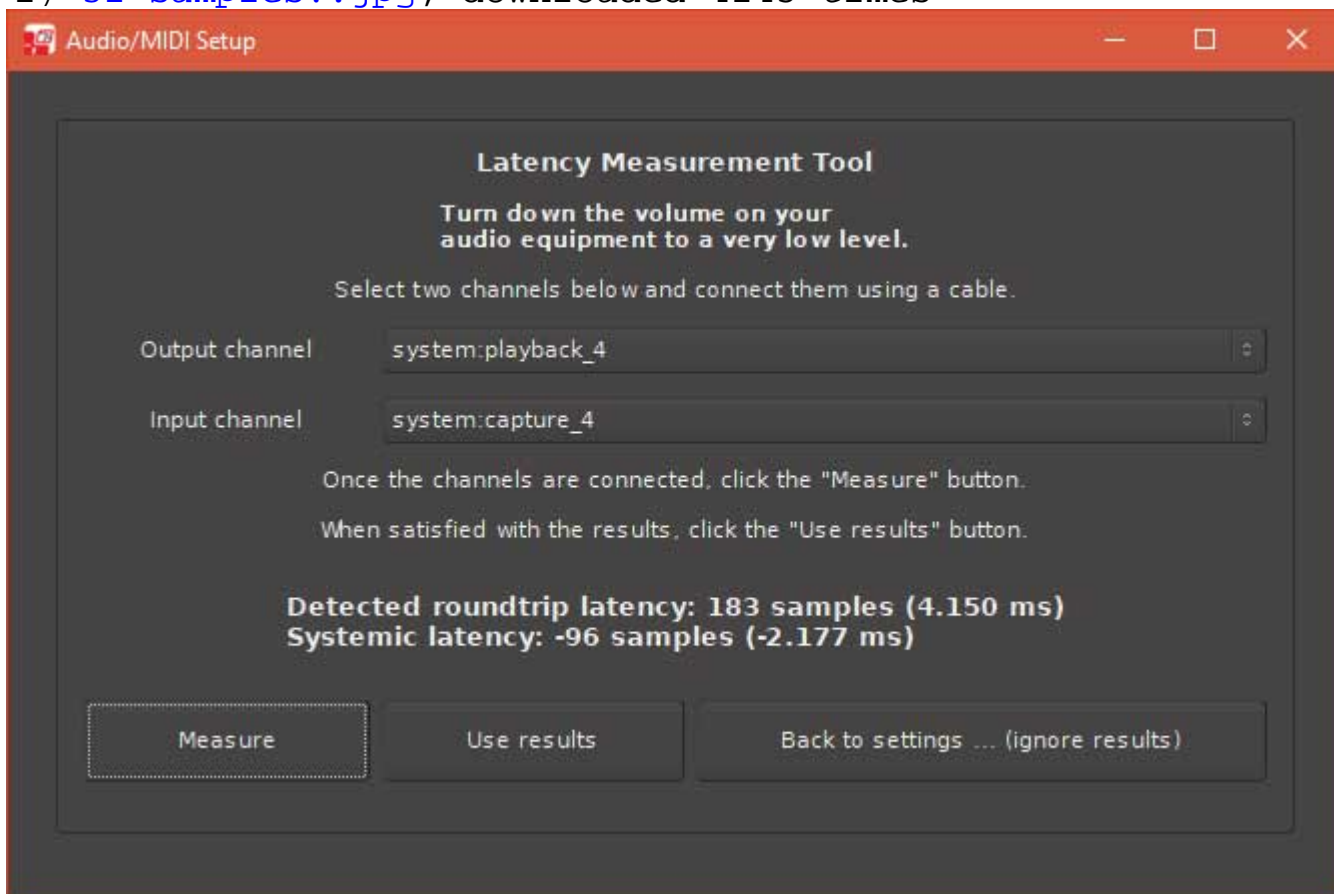 Audio/MIDI Setup
Latency Measurement Tool
Turn down the volume on your
audio equipment to a very low level.
Select two channels below and connect them using a cable.
Output channel system:playback_4
Input channel system:capture_4
Once the channels are connected, click the "Measure" button.
When satisfied with the results, click the "Use results" button.
Detected roundtrip latency: 183 samples (4.150 ms)
Systemic latency: -96 samples (-2.177 ms)
Measure Use results Back to settings ... (ignore results)